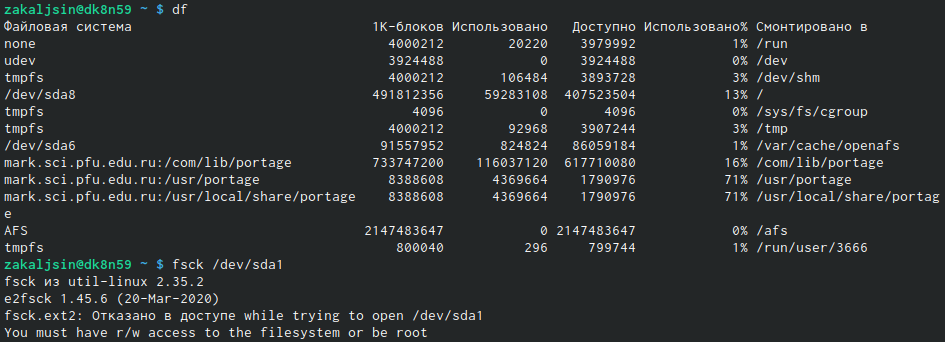 zakaljsin@dk8n59 ~ $ df
Файловая система 1K-блоков Использовано Доступно Использовано% Смонтировано в
none 4000212 20220 3979992 1% /run
udev 3924488 0 3924488 0% /dev
tmpfs 4000212 106484 3893728 3% /dev/shm
/dev/sda8 491812356 59283108 407523504 13% /
tmpfs 4096 0 4096 0% /sys/fs/cgroup
tmpfs 4000212 92968 3907244 3% /tmp
/dev/sda6 91557952 824824 86059184 1% /var/cache/openafs
mark.sci.pfu.edu.ru:/com/lib/portage 733747200 116037120 617710080 16% /com/lib/portage
mark.sci.pfu.edu.ru:/usr/portage 8388608 4369664 1790976 71% /usr/portage
mark.sci.pfu.edu.ru:/usr/local/share/portage 8388608 4369664 1790976 71% /usr/local/share/portag
e
AFS 2147483647 0 2147483647 0% /afs
tmpfs 800040 296 799744 1% /run/user/3666
zakaljsin@dk8n59 ~ $ fsck /dev/sda1
fsck из util-linux 2.35.2
e2fsck 1.45.6 (20-Mar-2020)
fsck.ext2: Отказано в доступе while trying to open /dev/sda1
You must have r/w access to the filesystem or be root